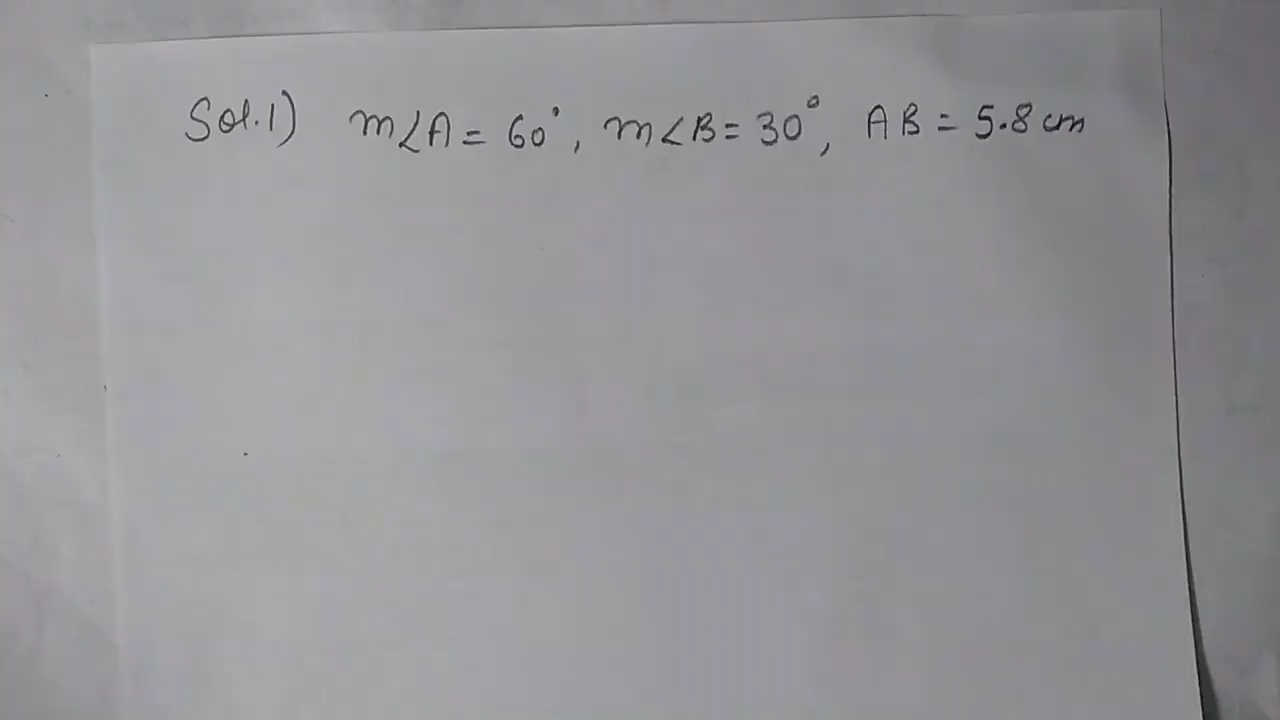 Sol.1) m∠A = 60°, m∠B = 30°, AB = 5.8 cm